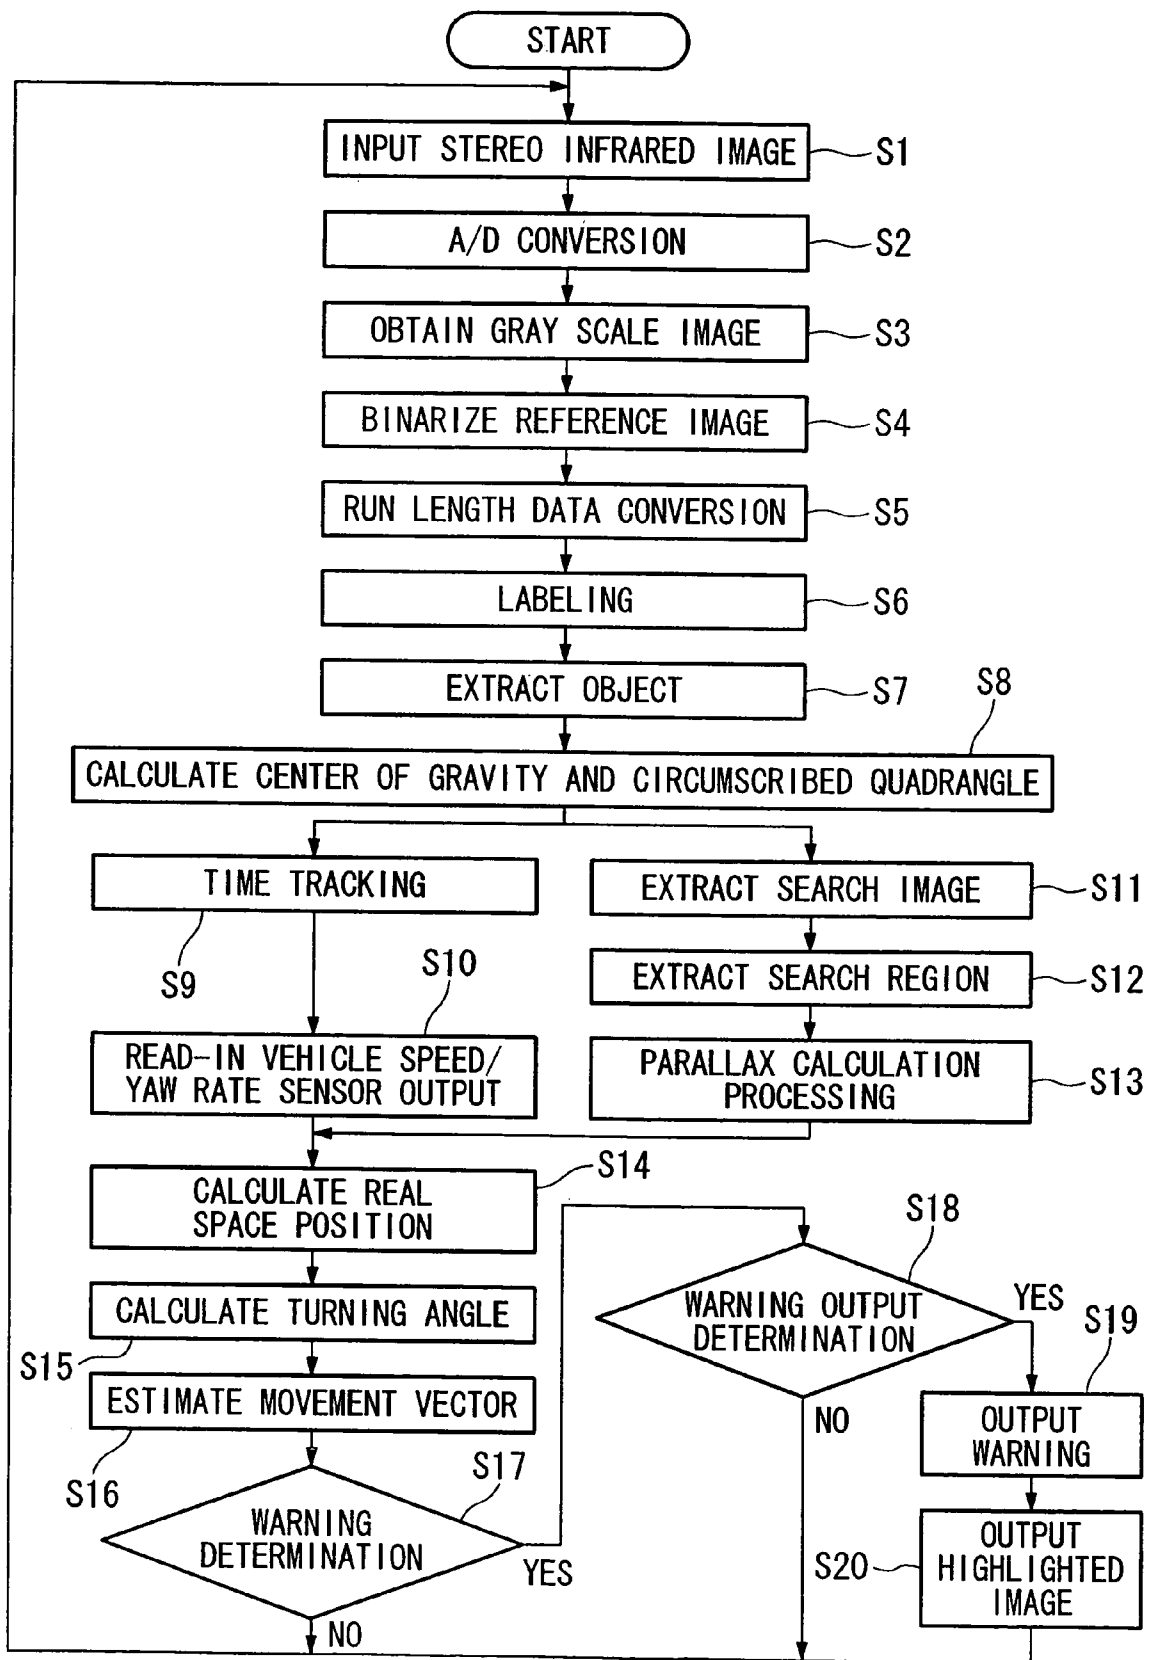 START
INPUT STEREO INFRARED IMAGE
S1
A/D CONVERSION
S2
OBTAIN GRAY SCALE IMAGE
S3
BINARIZE REFERENCE IMAGE
S4
RUN LENGTH DATA CONVERSION
S5
LABELING
S6
EXTRACT OBJECT
S7
S8
CALCULATE CENTER OF GRAVITY AND CIRCUMSCRIBED QUADRANGLE
TIME TRACKING
S9
S10
READ-IN VEHICLE SPEED/
YAW RATE SENSOR OUTPUT
EXTRACT SEARCH IMAGE
S11
EXTRACT SEARCH REGION
S12
PARALLAX CALCULATION
PROCESSING
S13
S14
CALCULATE REAL
SPACE POSITION
CALCULATE TURNING ANGLE
S15
ESTIMATE MOVEMENT VECTOR
S16
S17
WARNING
DETERMINATION
YES
NO
S18
WARNING OUTPUT
DETERMINATION
YES
NO
S19
OUTPUT
WARNING
S20
OUTPUT
HIGHLIGHTED
IMAGE